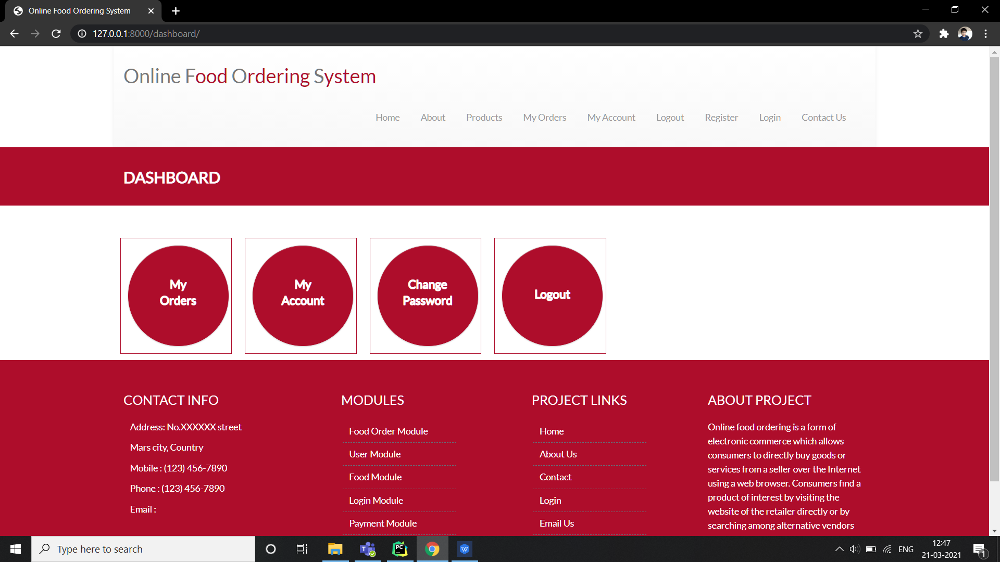 Online Food Ordering System
127.0.0.1:8000/dashboard/
Online Food Ordering System
Home About Products My Orders My Account Logout Register Login Contact Us
DASHBOARD
My
Orders
My
Account
Change
Password
Logout
CONTACT INFO
Address: No.XXXXXX street
Mars city, Country
Mobile : (123) 456-7890
Phone : (123) 456-7890
Email :
MODULES
Food Order Module
User Module
Food Module
Login Module
Payment Module
PROJECT LINKS
Home
About Us
Contact
Login
Email Us
ABOUT PROJECT
Online food ordering is a form of
electronic commerce which allows
consumers to directly buy goods or
services from a seller over the Internet
using a web browser. Consumers find a
product of interest by visiting the
website of the retailer directly or by
searching among alternative vendors
Type here to search
PC
T
W
ENG
12:47
21-03-2021
1